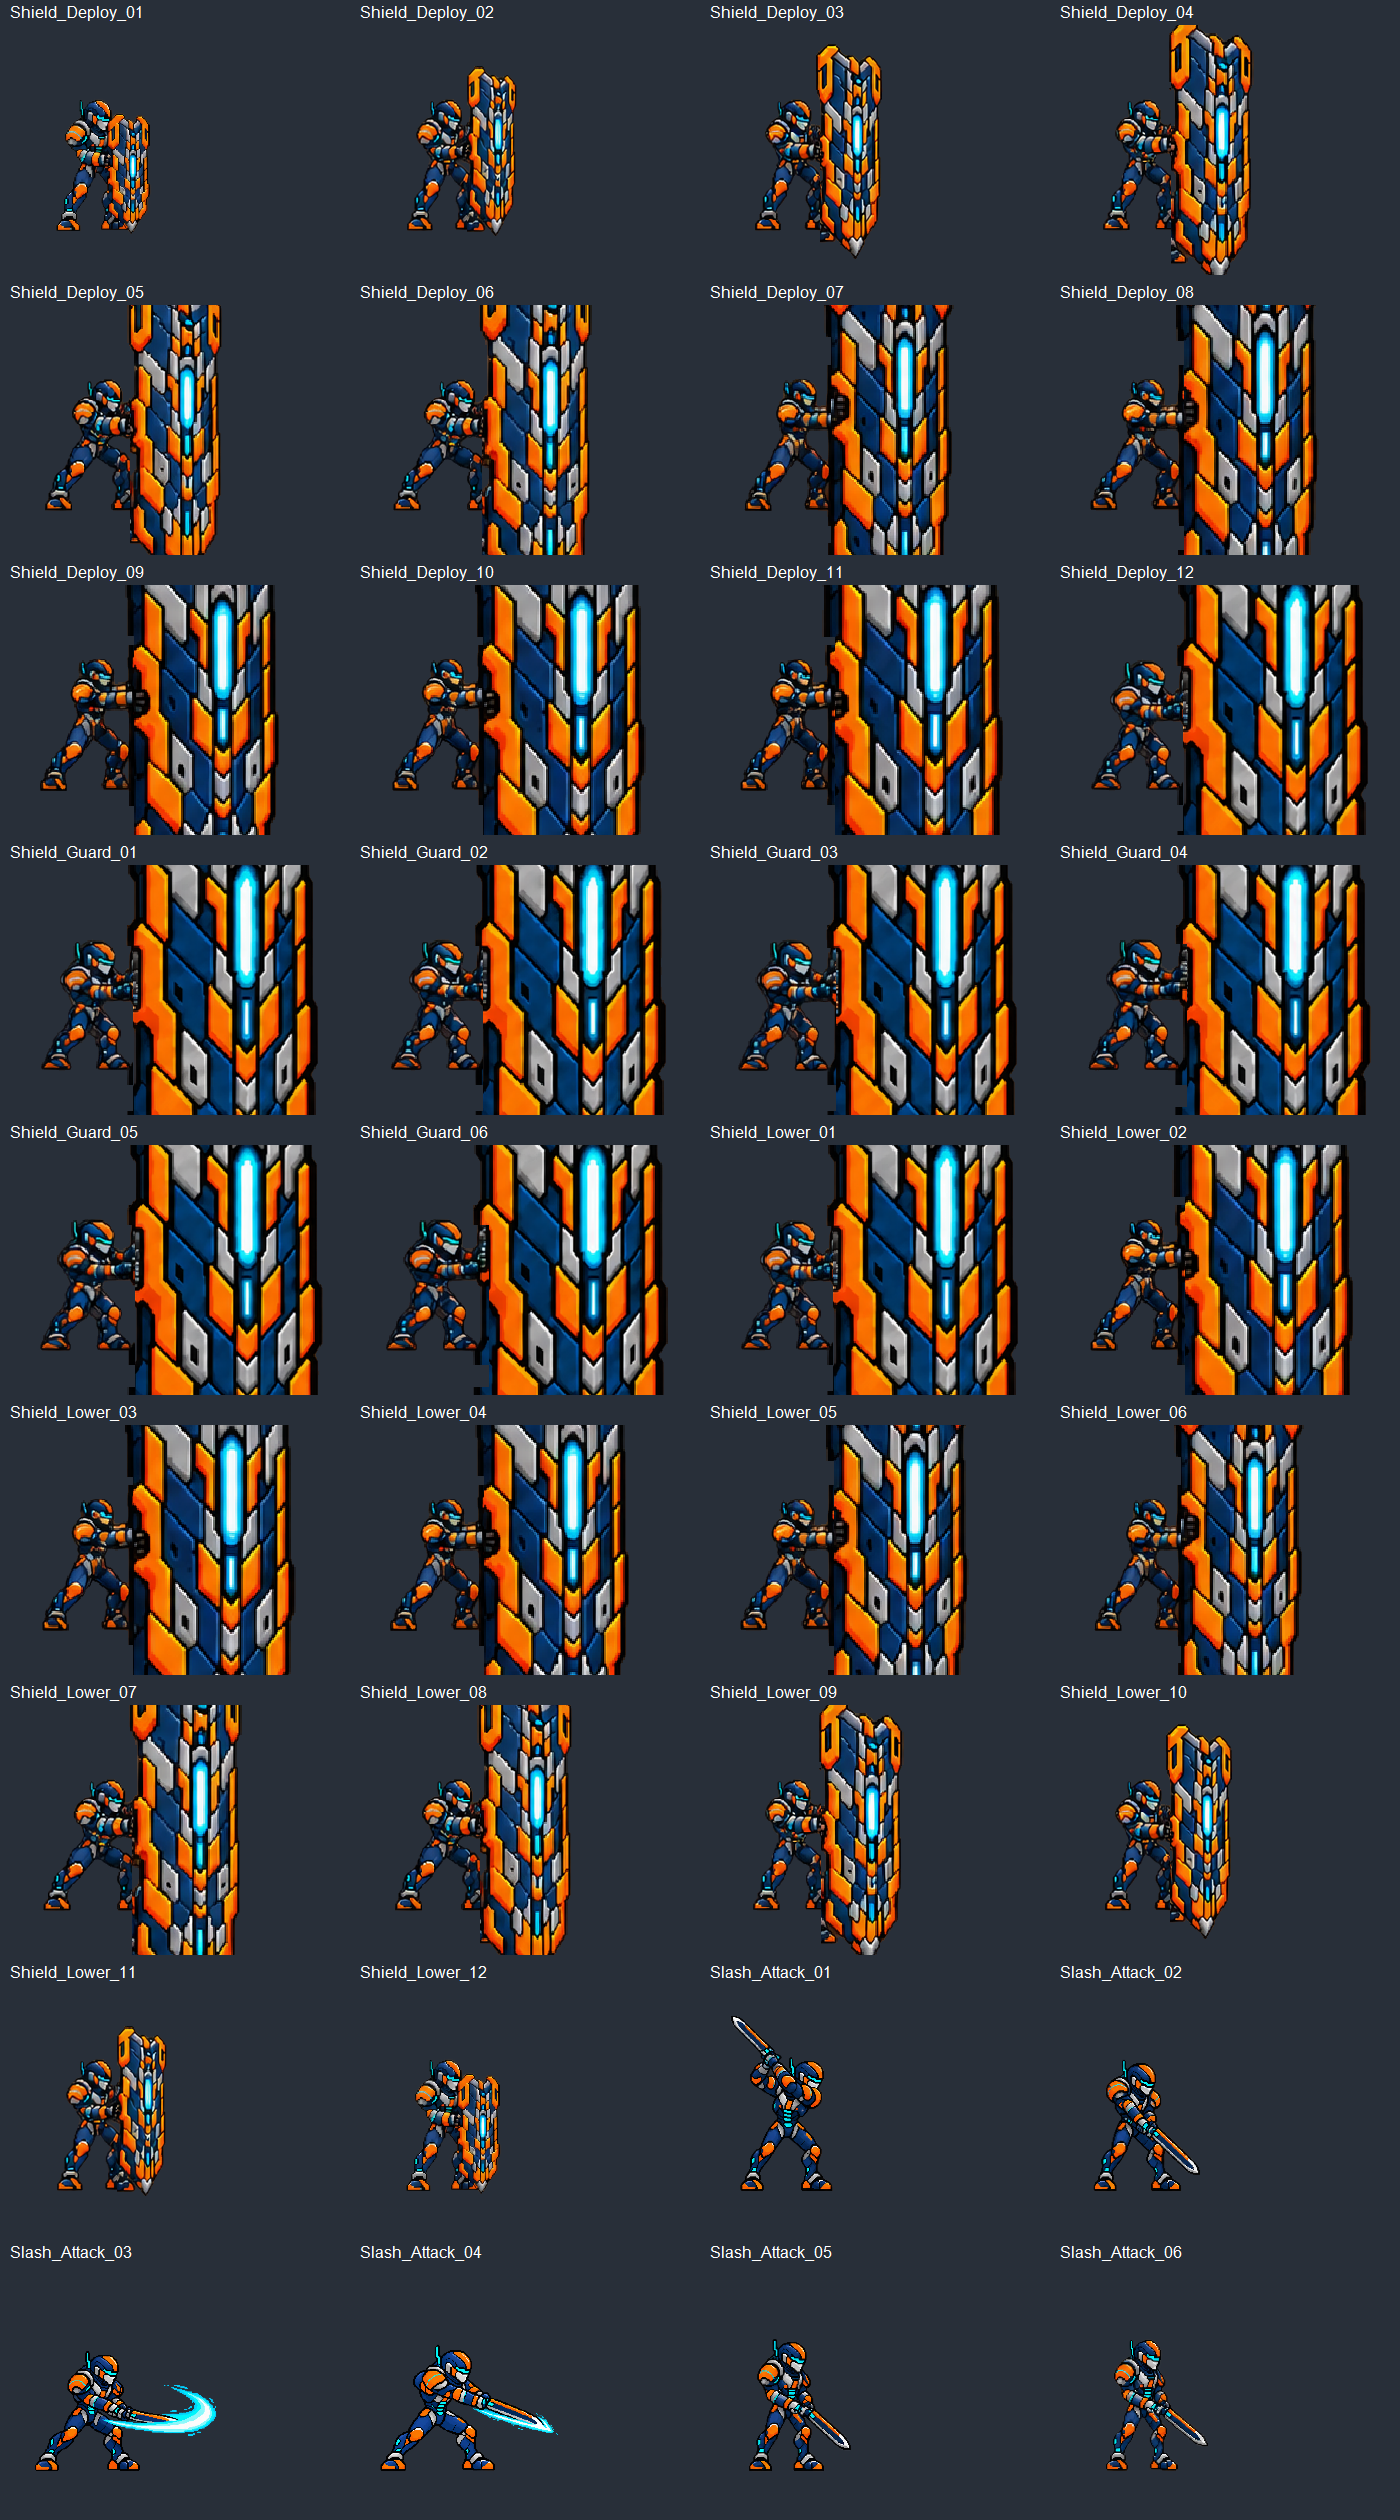 Shield_Deploy_01
Shield_Deploy_02
Shield_Deploy_03
Shield_Deploy_04
Shield_Deploy_05
Shield_Deploy_06
Shield_Deploy_07
Shield_Deploy_08
Shield_Deploy_09
Shield_Deploy_10
Shield_Deploy_11
Shield_Deploy_12
Shield_Guard_01
Shield_Guard_02
Shield_Guard_03
Shield_Guard_04
Shield_Guard_05
Shield_Guard_06
Shield_Lower_01
Shield_Lower_02
Shield_Lower_03
Shield_Lower_04
Shield_Lower_05
Shield_Lower_06
Shield_Lower_07
Shield_Lower_08
Shield_Lower_09
Shield_Lower_10
Shield_Lower_11
Shield_Lower_12
Slash_Attack_01
Slash_Attack_02
Slash_Attack_03
Slash_Attack_04
Slash_Attack_05
Slash_Attack_06